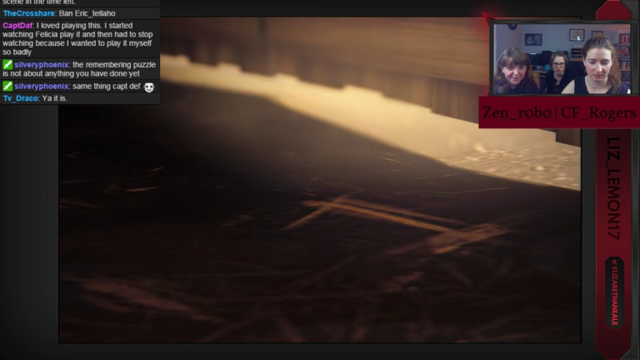 scene in the time left.
TheCrosshare: Ban Eric_tellaho
CaptDaf: I loved playing this. I started
watching Felicia play it and then had to stop
watching because I wanted to play it myself
so badly
silveryphoenix: the remembering puzzle
is not about anything you have done yet
silveryphoenix: same thing capt def
Tv_Draco: Ya it is.
Zen_robo|CF_Rogers
LIZ_LEMON17